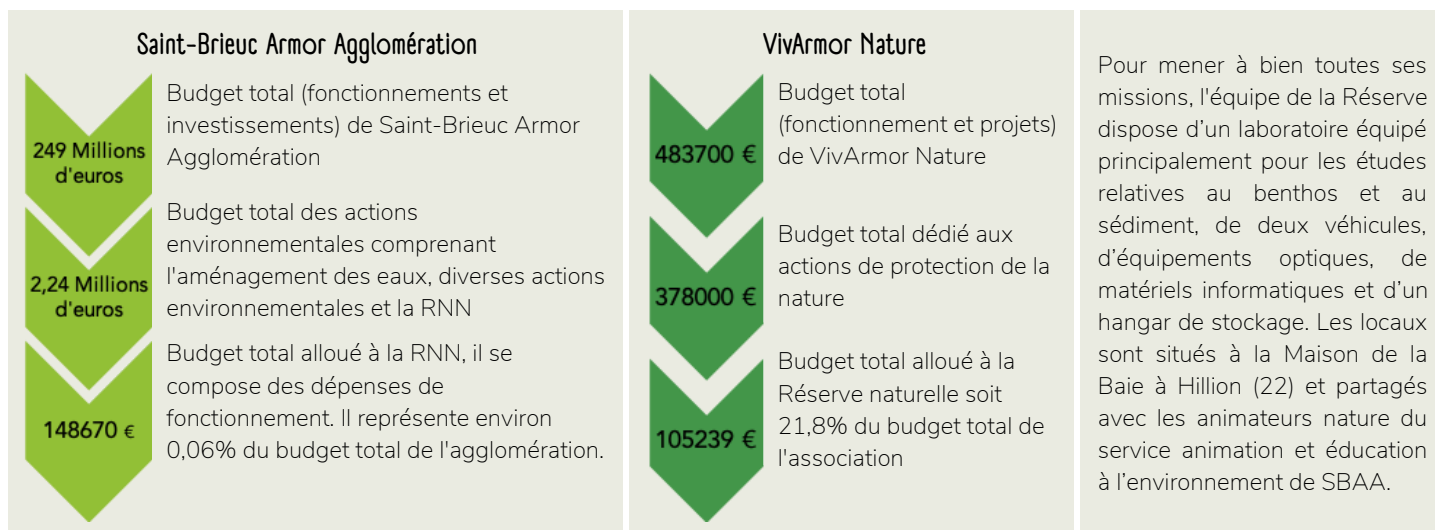 Saint-Brieuc Armor Agglomération
249 Millions
d'euros
Budget total (fonctionnements et
investissements) de Saint-Brieuc Armor
Agglomération
2,24 Millions
d'euros
Budget total des actions
environnementales comprenant
l'aménagement des eaux, diverses actions
environnementales et la RNN
148670 €
Budget total alloué à la RNN, il se
compose des dépenses de
fonctionnement. Il représente environ
0,06% du budget total de l'agglomération.
VivArmor Nature
483700 €
Budget total
(fonctionnement et projets)
de VivArmor Nature
378000 €
Budget total dédié aux
actions de protection de la
nature
105239 €
Budget total alloué à la
Réserve naturelle soit
21,8% du budget total de
l'association
Pour mener à bien toutes ses
missions, l'équipe de la Réserve
dispose d’un laboratoire équipé
principalement pour les études
relatives au benthos et au
sédiment, de deux véhicules,
d’équipements optiques, de
matériels informatiques et d’un
hangar de stockage. Les locaux
sont situés à la Maison de la
Baie à Hillion (22) et partagés
avec les animateurs nature du
service animation et éducation
à l’environnement de SBAA.